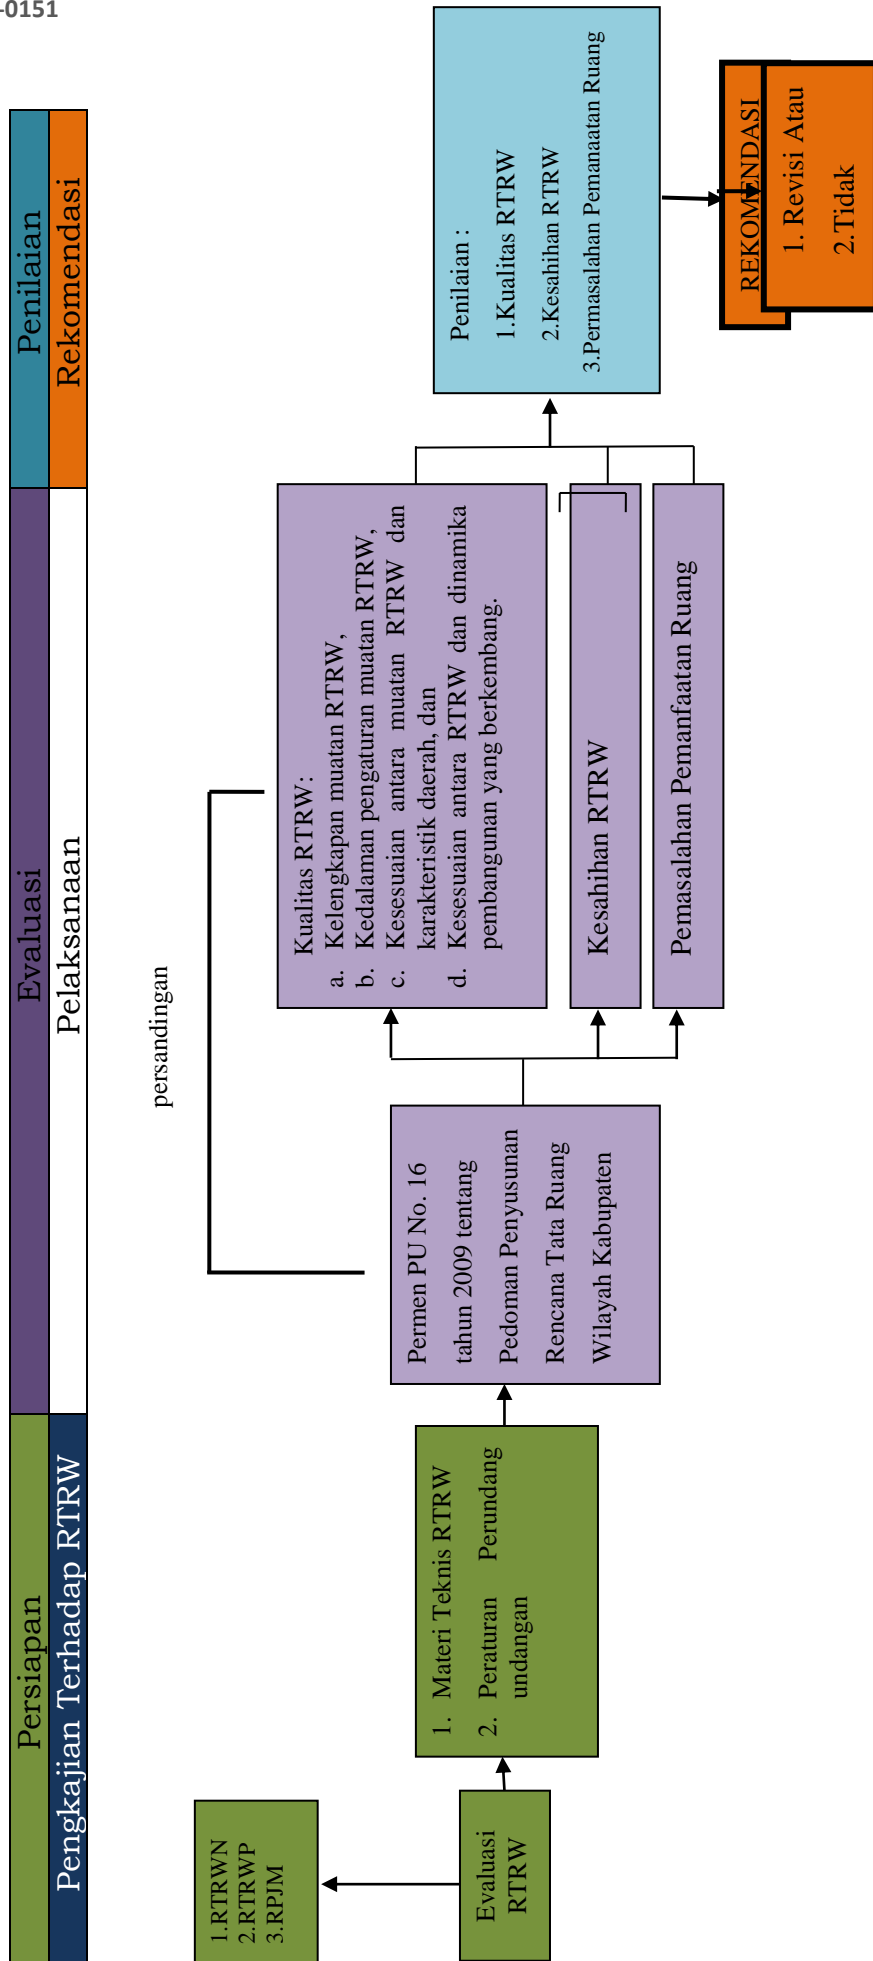 -0151
Persiapan
Evaluasi
Penilaian
Pengkajian Terhadap RTRW
Pelaksanaan
Rekomendasi
1.RTRWN
2.RTRWP
3.RPJM
Evaluasi
RTRW
1. Materi Teknis RTRW
2. Peraturan Perundang
undangan
persandingan
Permen PU No. 16
tahun 2009 tentang
Pedoman Penyusunan
Rencana Tata Ruang
Wilayah Kabupaten
Kualitas RTRW:
a. Kelengkapan muatan RTRW,
b. Kedalaman pengaturan muatan RTRW,
c. Kesesuaian antara muatan RTRW dan
karakteristik daerah, dan
d. Kesesuaian antara RTRW dan dinamika
pembangunan yang berkembang.
Kesahihan RTRW
Pemasalahan Pemanfaatan Ruang
Penilaian :
1.Kualitas RTRW
2.Kesahihan RTRW
3.Permasalahan Pemanaatan Ruang
REKOMENDASI
1. Revisi Atau
2.Tidak